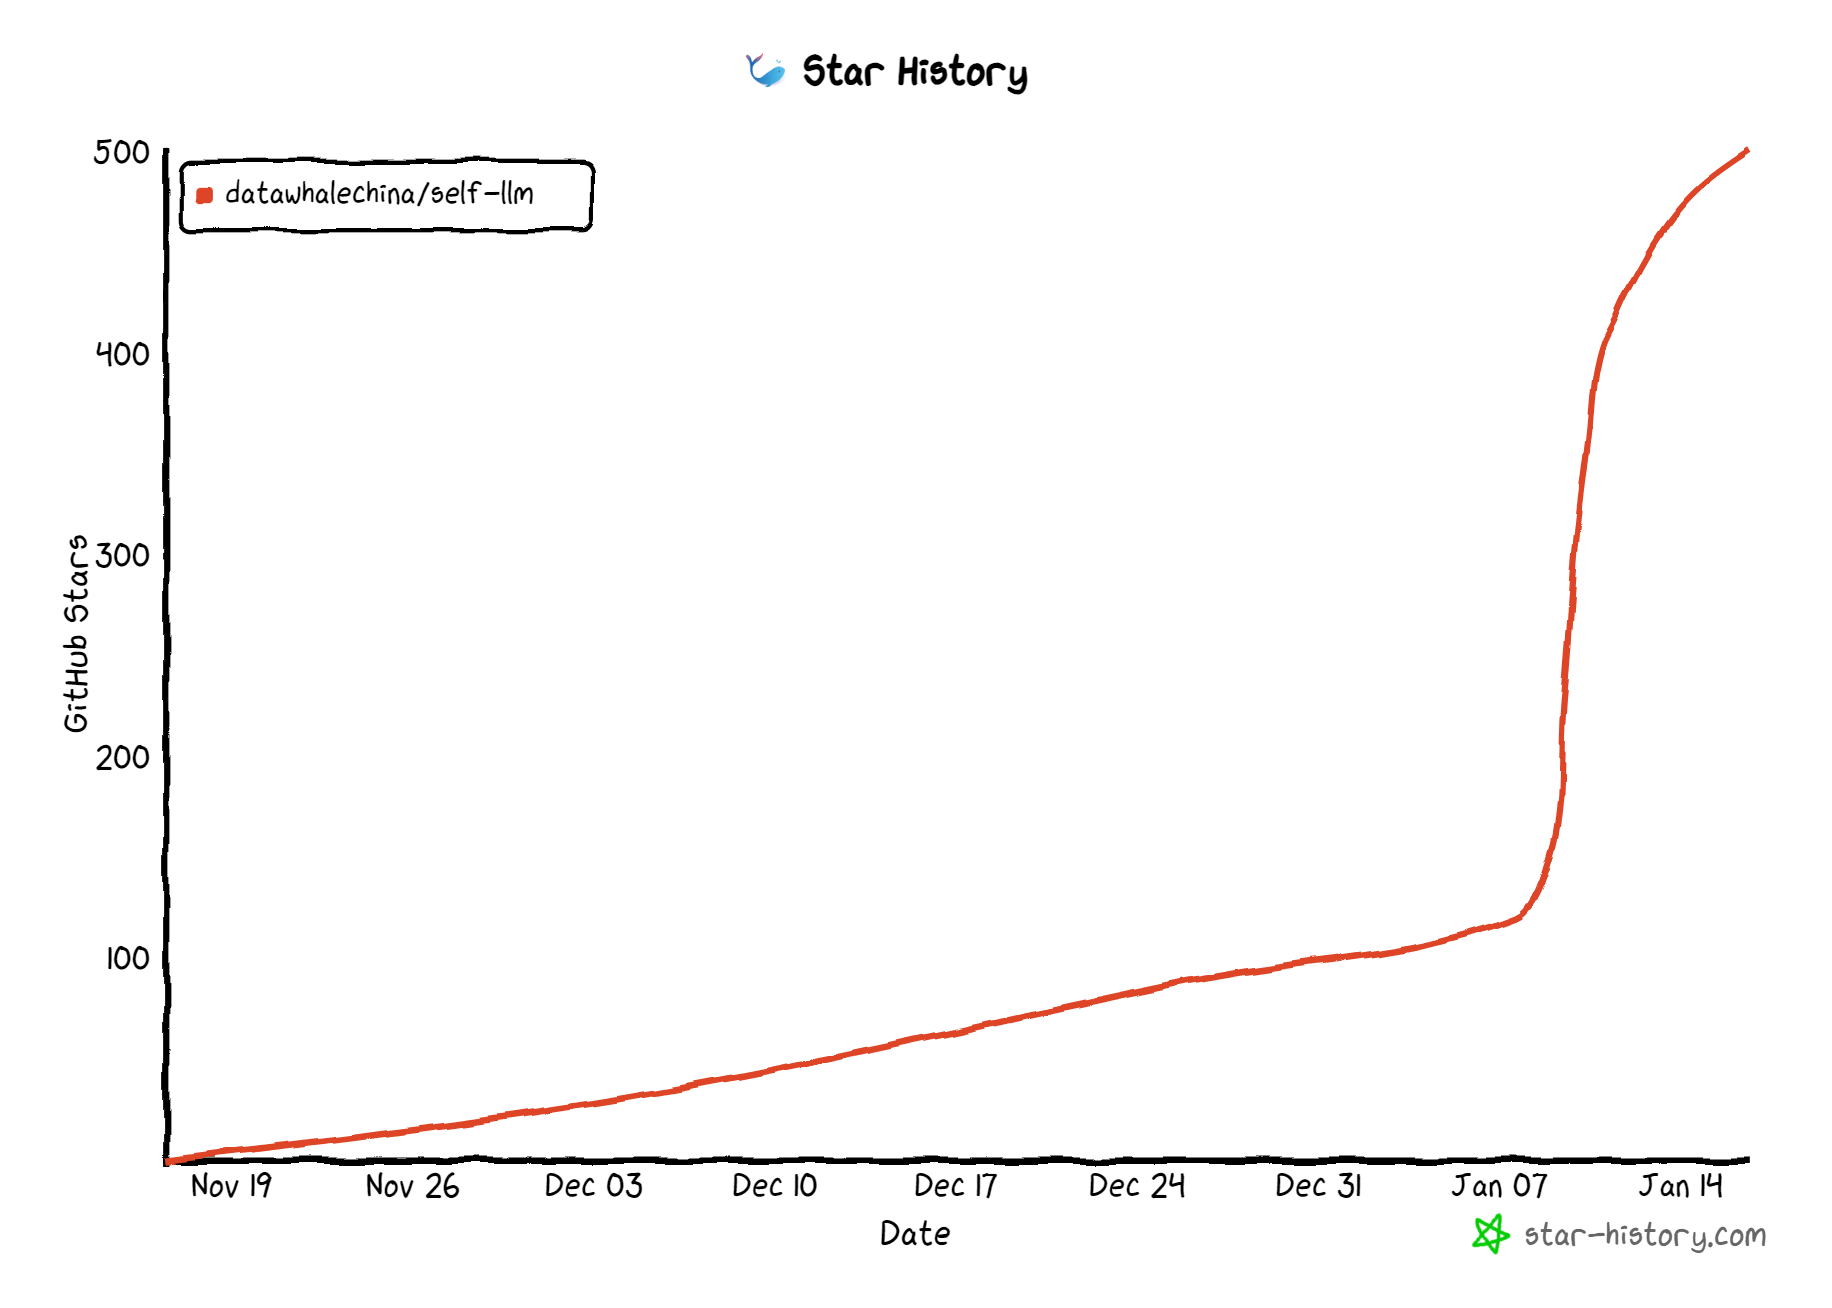 Star History
datawhalechina/self-llm
500
400
300
200
100
GitHub Stars
Nov 19
Nov 26
Dec 03
Dec 10
Dec 17
Dec 24
Dec 31
Jan 07
Jan 14
Date
star-history.com